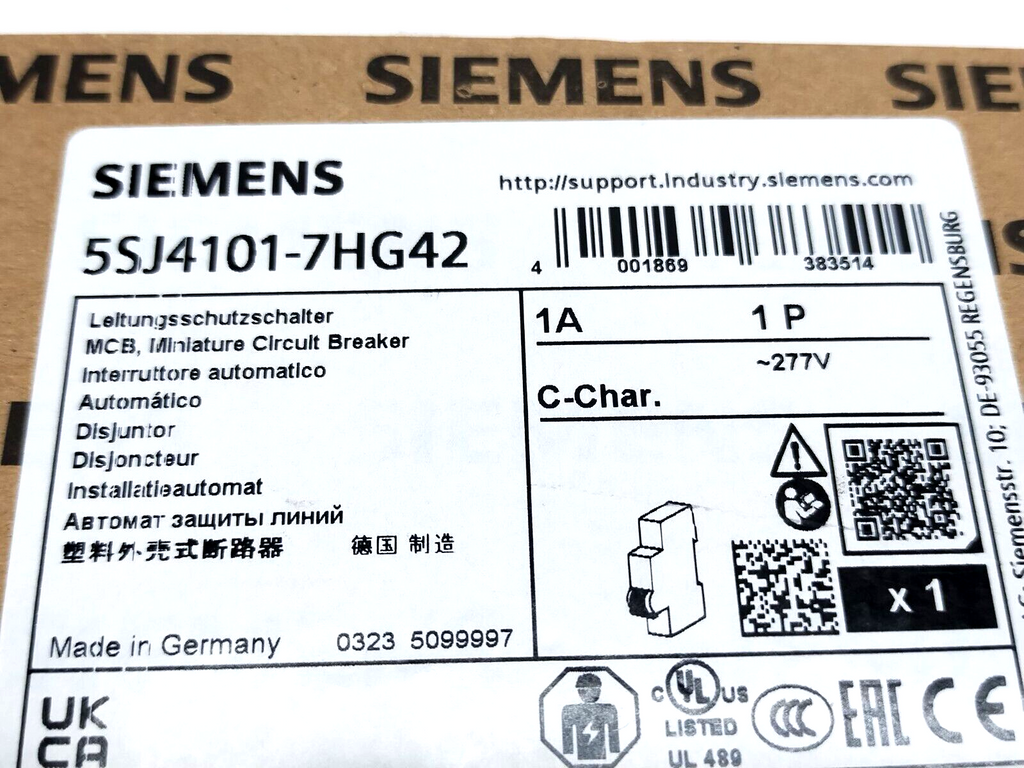 SIEMENS
SIEMENS
http://support.industry.siemens.com
5SJ4101-7HG42
4 001869 383514
Leitungsschutzschalter
MCB, Miniature Circuit Breaker
Interruttore automatico
Automático
Disjuntor
Disjoncteur
Installatieautomat
Автомат защиты линий
塑料外壳式断路器 德国 制造
Made in Germany 0323 5099997
1A 1 P
~277V
C-Char.
x 1
UK
CA
C UL US
LISTED
UL 489
CCC
EAC
CE
Siemensstr. 10; DE-93055 REGENSBURG